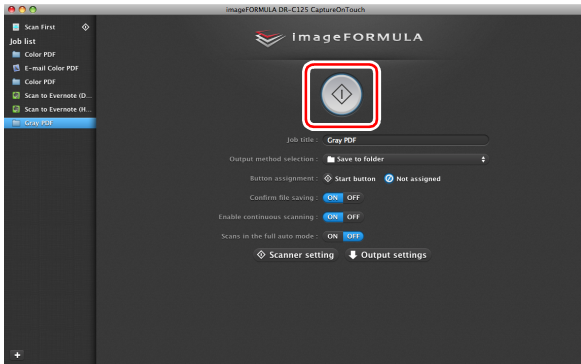 imageFORMULA DR-C125 CaptureOnTouch
Scan First
Job list
Color PDF
E-mail Color PDF
Color PDF
Scan to Evernote (D...
Scan to Evernote (H...
Gray PDF
imageFORMULA
Job title : Gray PDF
Output method selection : Save to folder
Button assignment : Start button Not assigned
Confirm file saving : ON OFF
Enable continuous scanning : ON OFF
Scans in the full auto mode : ON OFF
Scanner setting Output settings
+